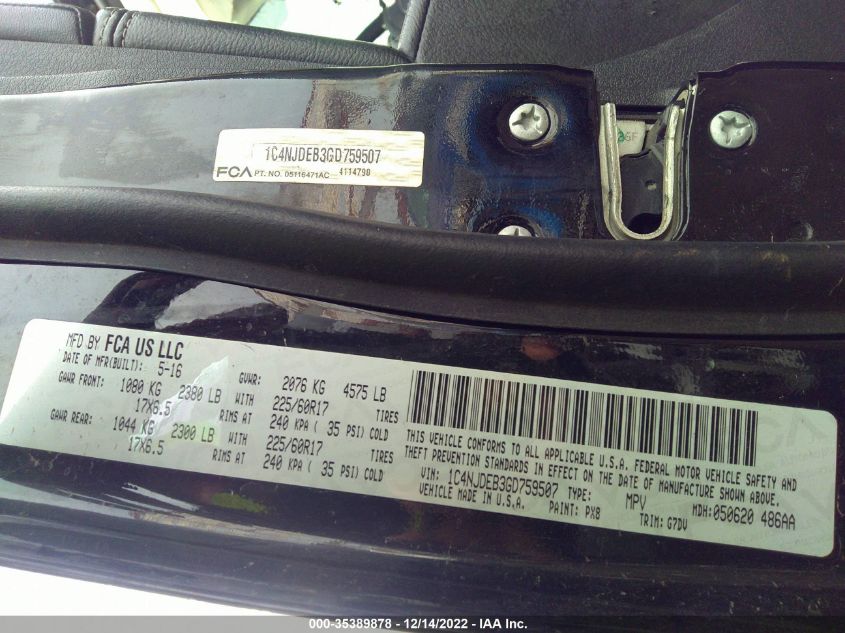 1C4NJDEB3GD759507
FCA PT. NO. 05116471AC 4114798
MFD BY FCA US LLC
DATE OF MFR(BUILT): 5-16
GVWR: 2076 KG 4575 LB
GAWR FRONT: 1080 KG 2380 LB WITH 225/60R17 TIRES
17X6.5 RIMS AT 240 KPA ( 35 PSI) COLD
GAWR REAR: 1044 KG 2300 LB WITH 225/60R17 TIRES
17X6.5 RIMS AT 240 KPA ( 35 PSI) COLD
THIS VEHICLE CONFORMS TO ALL APPLICABLE U.S.A. FEDERAL MOTOR VEHICLE SAFETY AND
THEFT PREVENTION STANDARDS IN EFFECT ON THE DATE OF MANUFACTURE SHOWN ABOVE.
VIN: 1C4NJDEB3GD759507 TYPE: MPV MDH: 050620 486AA
VEHICLE MADE IN U.S.A. PAINT: PX8 TRIM: G7DV
000-35389878 - 12/14/2022 - IAAI.com